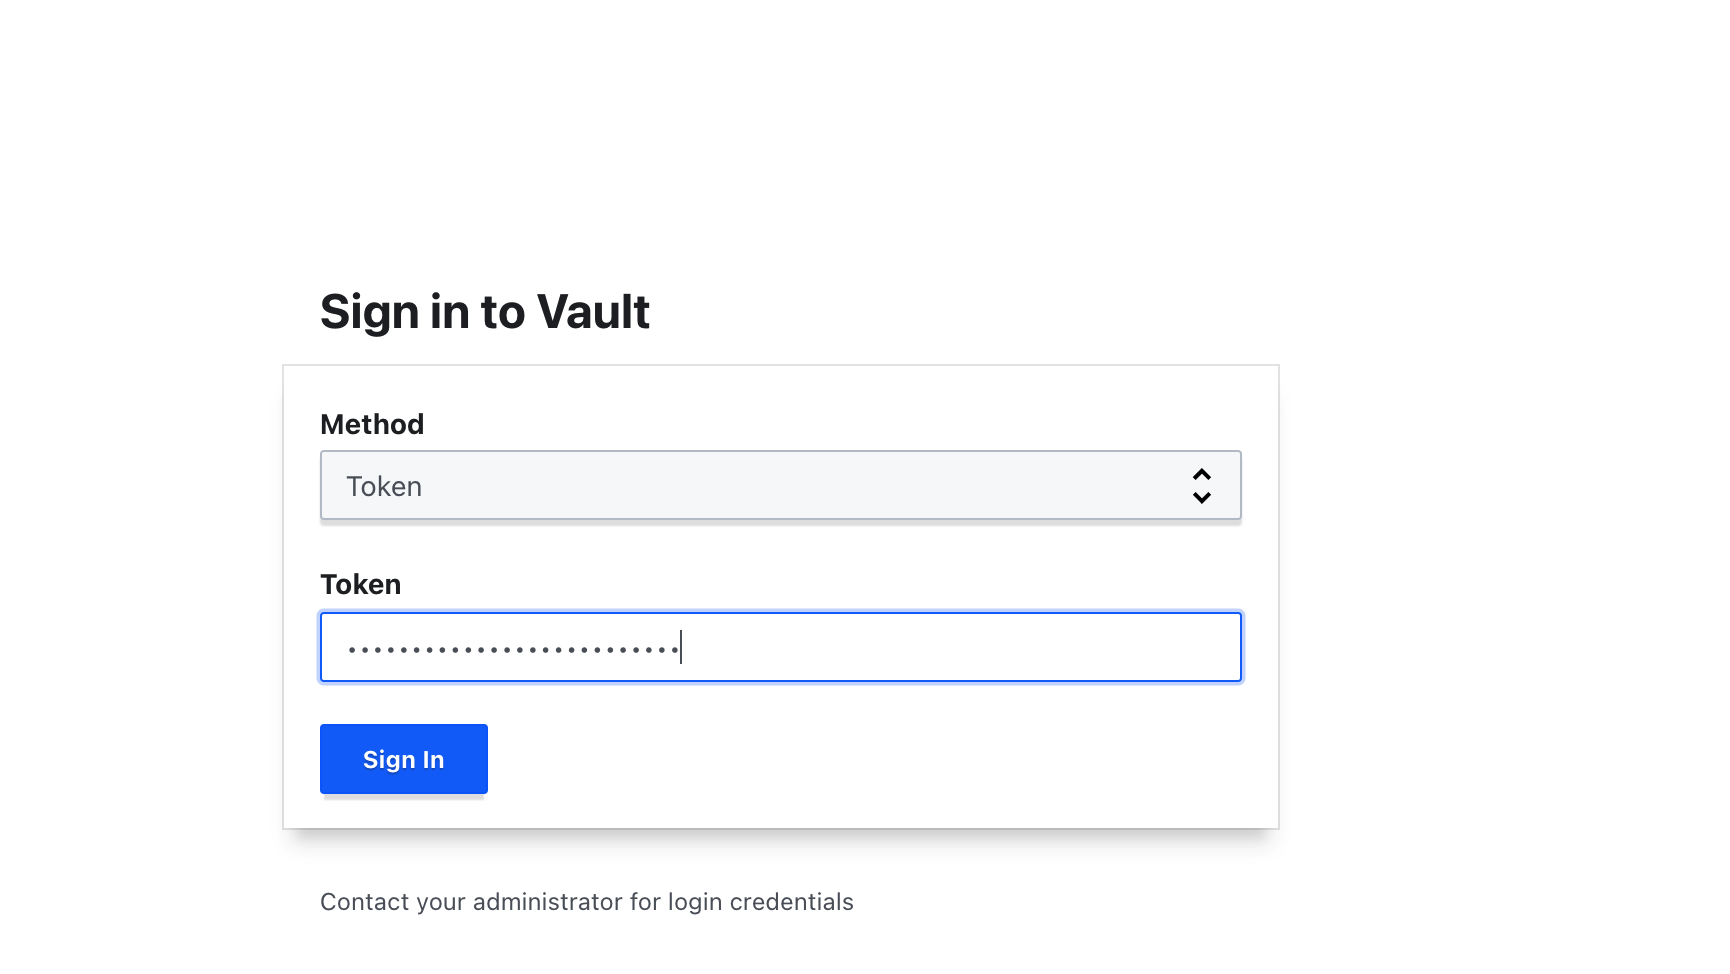 Sign in to Vault
Method
Token
Token
••••••••••••••••••••••••••
Sign In
Contact your administrator for login credentials